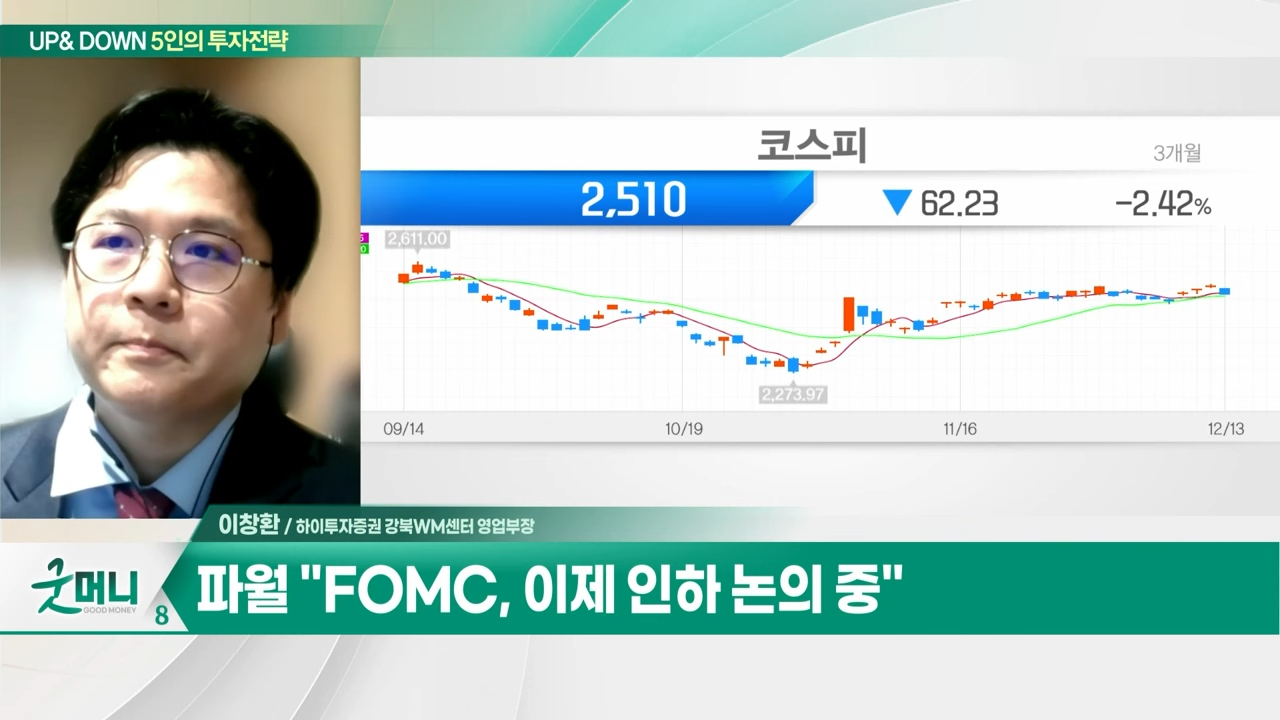 UP& DOWN 5인의 투자전략
코스피
3개월
2,510 ▼ 62.23 -2.42%
2,611.00
2,273.97
09/14 10/19 11/16 12/13
이창환 / 하이투자증권 강북WM센터 영업부장
굿머니
GOOD MONEY
8
파월 "FOMC, 이제 인하 논의 중"